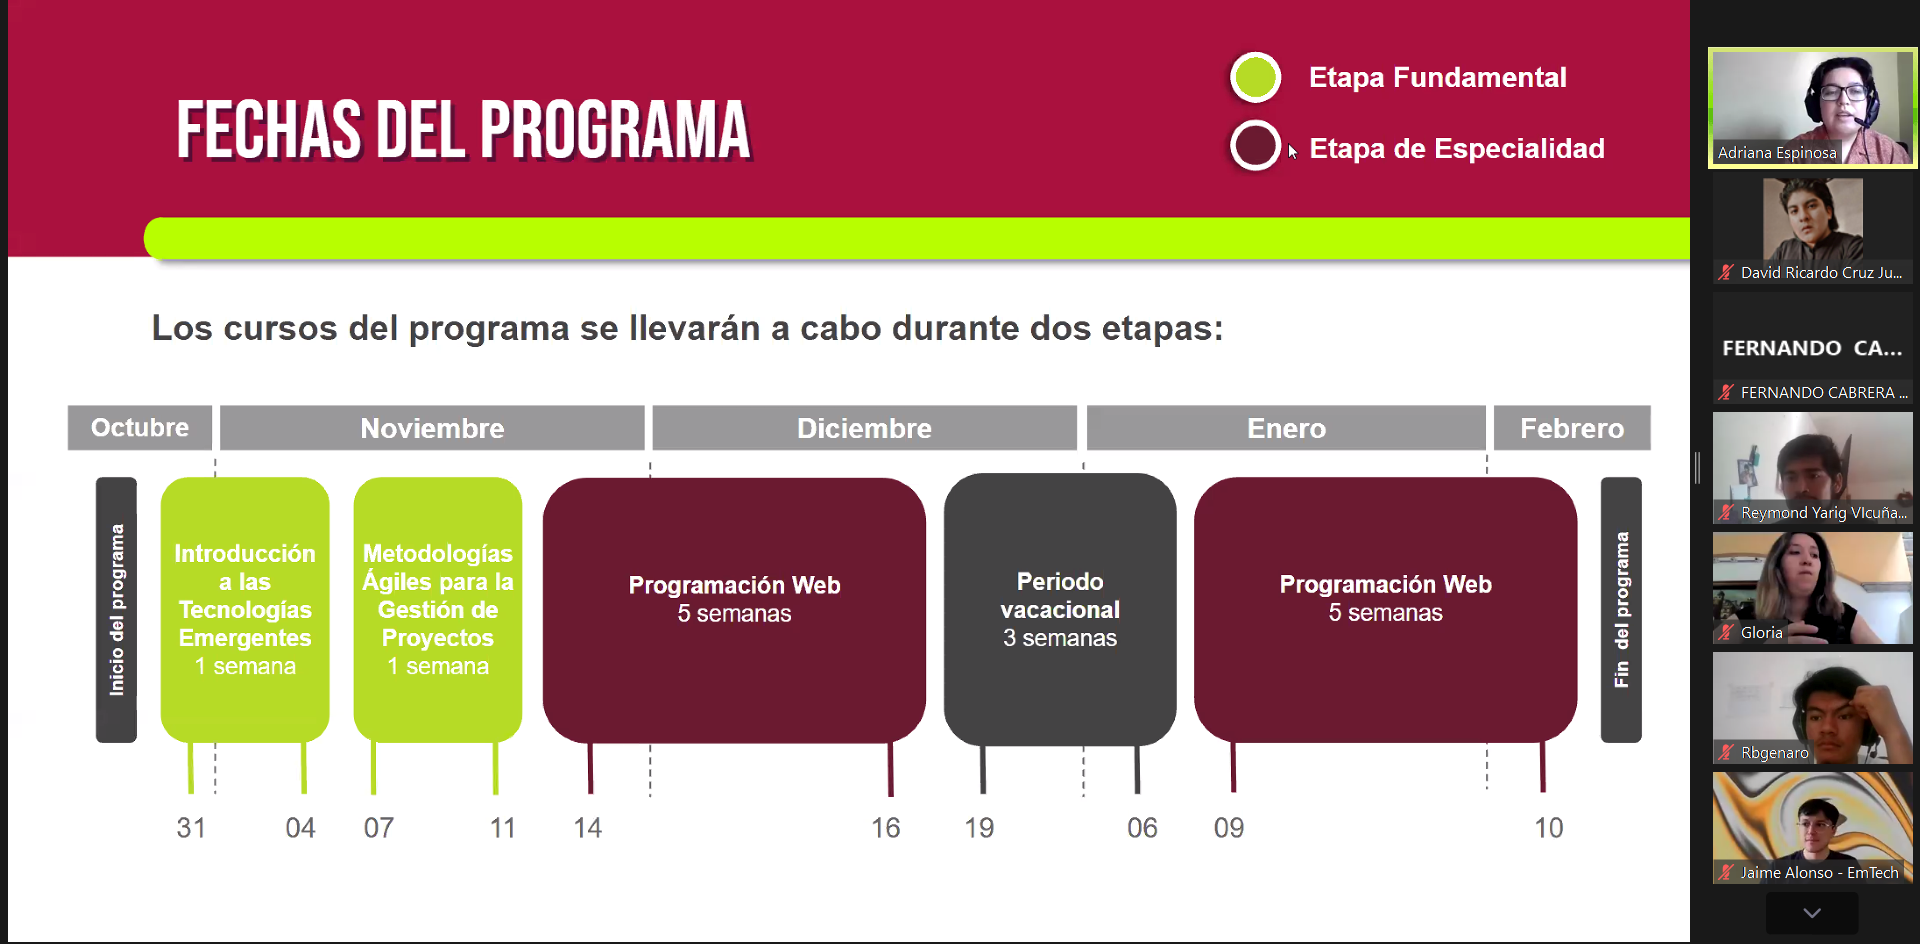 FECHAS DEL PROGRAMA
Etapa Fundamental
Etapa de Especialidad
Los cursos del programa se llevarán a cabo durante dos etapas:
Octubre
Noviembre
Diciembre
Enero
Febrero
Inicio del programa
Introducción
a las
Tecnologías
Emergentes
1 semana
Metodologías
Ágiles para la
Gestión de
Proyectos
1 semana
Programación Web
5 semanas
Periodo
vacacional
3 semanas
Programación Web
5 semanas
Fin del programa
31
04
07
11
14
16
19
06
09
10
Adriana Espinosa
David Ricardo Cruz Ju...
FERNANDO CA...
FERNANDO CABRERA ...
Reymond Yarig VIcuña...
Gloria
Rbgenaro
Jaime Alonso - EmTech